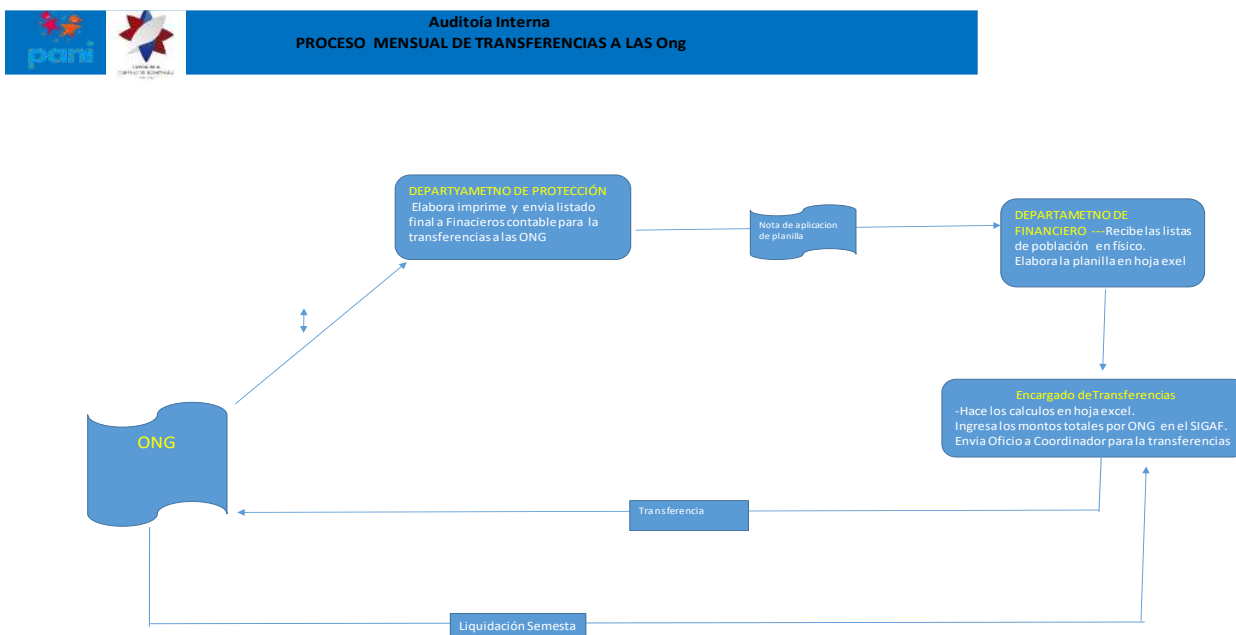 pani
Auditoía Interna
PROCESO MENSUAL DE TRANSFERENCIAS A LAS Ong
DEPARTYAMETNO DE PROTECCIÓN
Elabora imprime y envia listado
final a Finacieros contable para la
transferencias a las ONG
Nota de aplicacion
de planilla
DEPARTAMETNO DE
FINANCIERO ---Recibe las listas
de población en físico.
Elabora la planilla en hoja exel
Encargado de Transferencias
-Hace los calculos en hoja excel.
Ingresa los montos totales por ONG en el SIGAF.
Envia Oficio a Coordinador para la transferencias
ONG
Transferencia
Liquidación Semesta